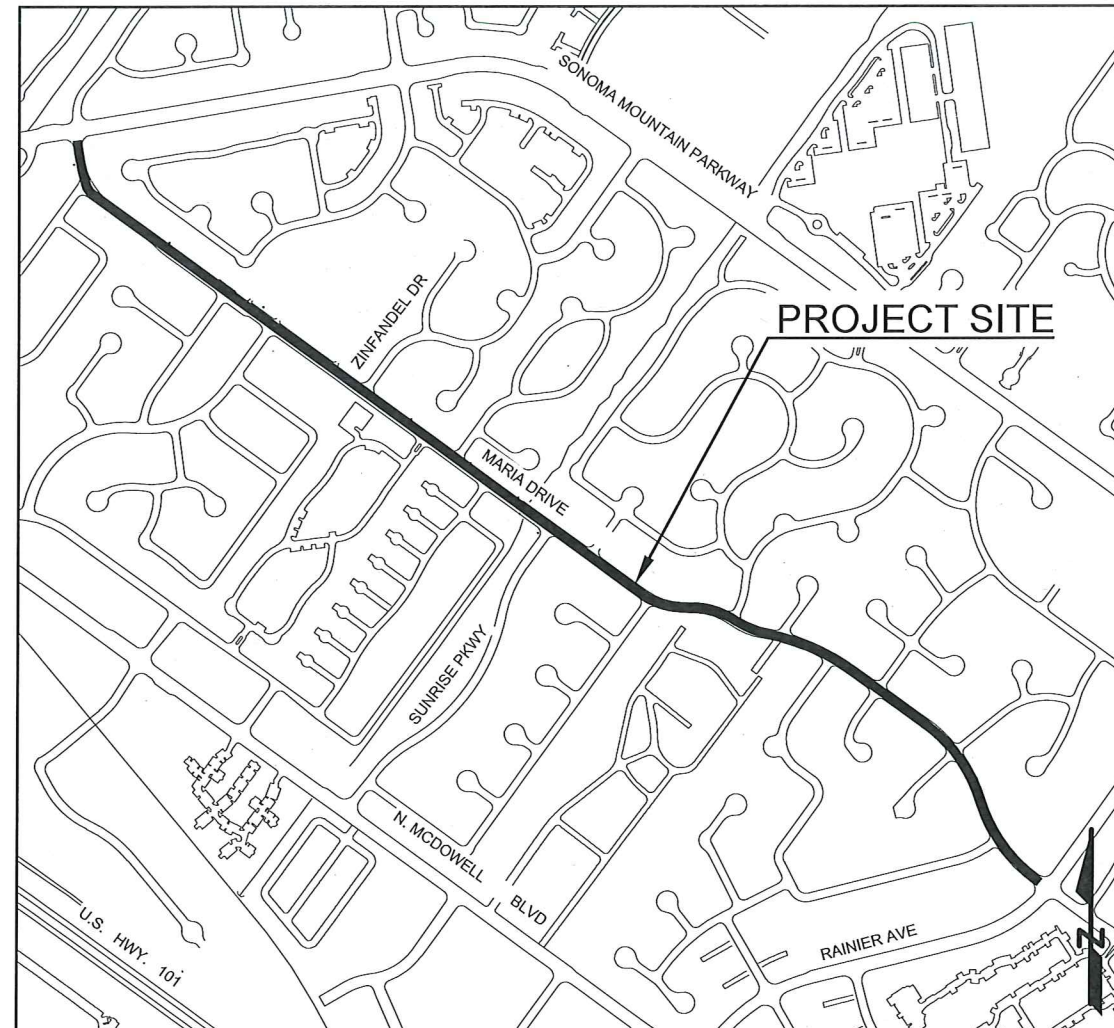 SONOMA MOUNTAIN PARKWAY
PROJECT SITE
ZINFANDEL DR
MARIA DRIVE
SUNRISE PKWY
N. MCDOWELL BLVD
U.S. HWY. 101
RAINIER AVE
N